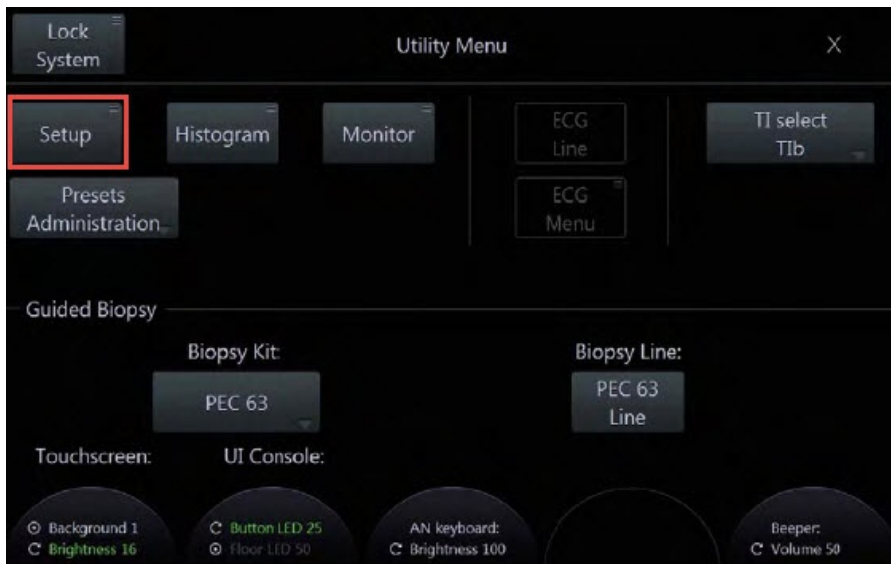 Lock
System
Utility Menu
X
Setup
Histogram
Monitor
ECG
Line
TI select
TIb
Presets
Administration
ECG
Menu
Guided Biopsy
Biopsy Kit:
Biopsy Line:
PEC 63
PEC 63
Line
Touchscreen:
UI Console:
Background 1
Brightness 16
Button LED 25
Floor LED 50
AN keyboard:
Brightness 100
Beeper:
Volume 50